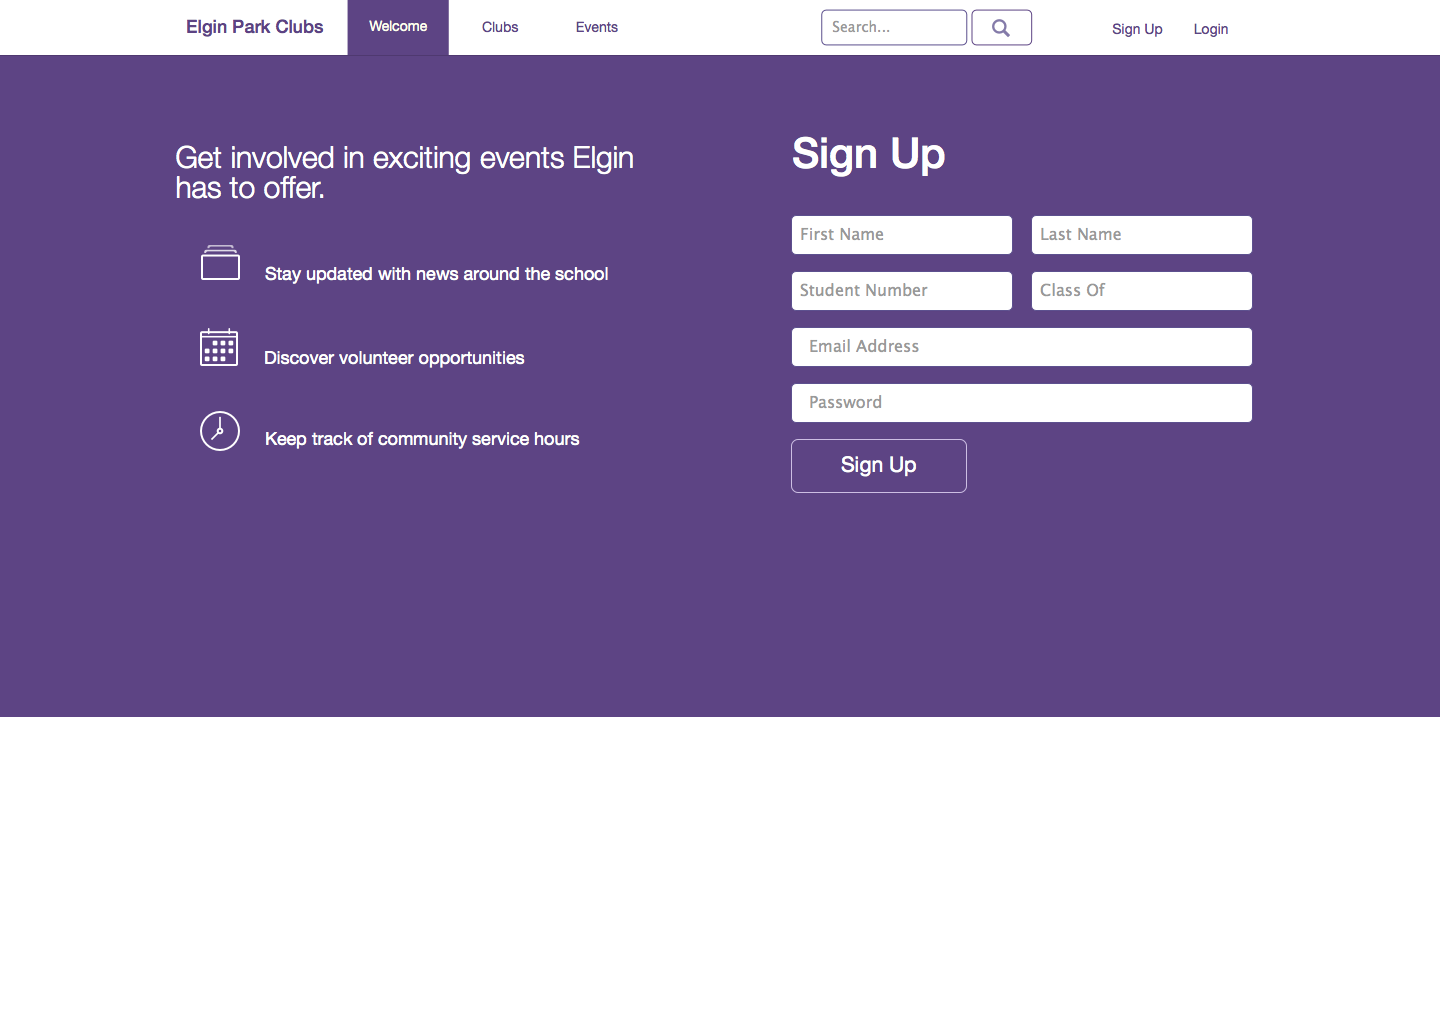 Elgin Park Clubs
Welcome
Clubs
Events
Search...
Sign Up
Login
Get involved in exciting events Elgin
has to offer.
Stay updated with news around the school
Discover volunteer opportunities
Keep track of community service hours
Sign Up
First Name
Last Name
Student Number
Class Of
Email Address
Password
Sign Up